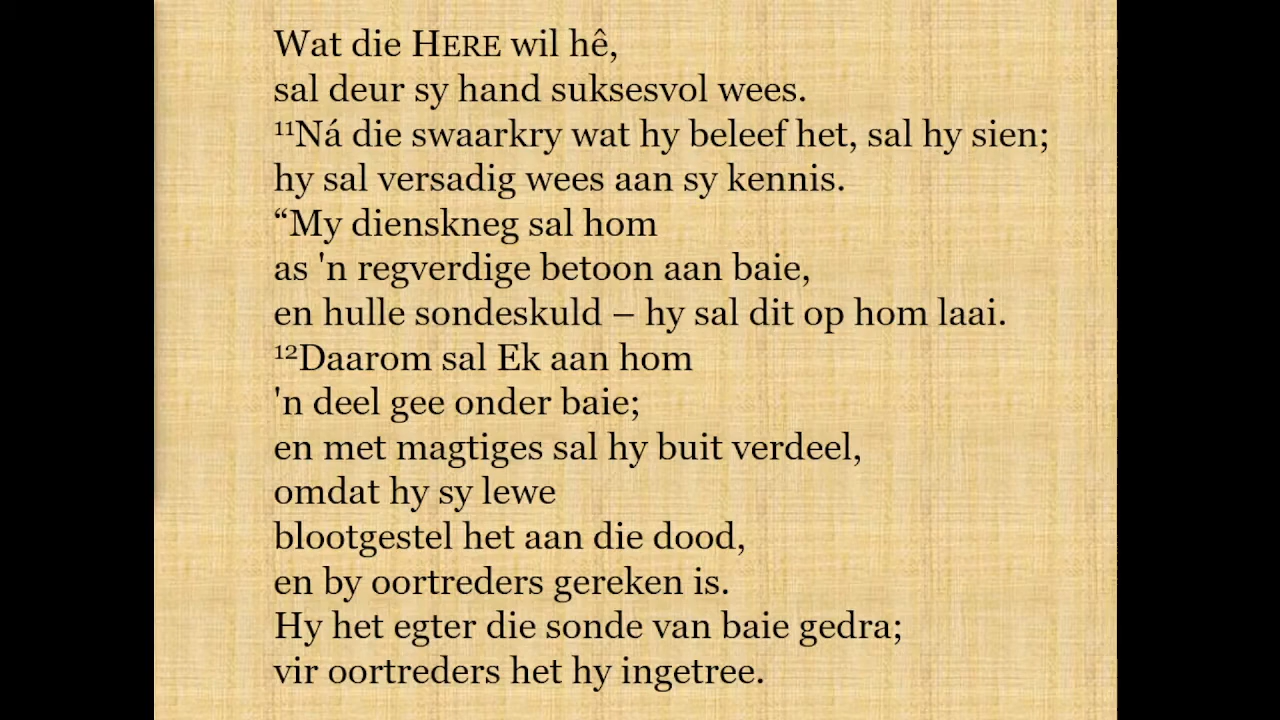 Wat die HERE wil hê,
sal deur sy hand suksesvol wees.
¹¹Ná die swaarkry wat hy beleef het, sal hy sien;
hy sal versadig wees aan sy kennis.
“My dienskneg sal hom
as 'n regverdige betoon aan baie,
en hulle sondeskuld – hy sal dit op hom laai.
¹²Daarom sal Ek aan hom
'n deel gee onder baie;
en met magtiges sal hy buit verdeel,
omdat hy sy lewe
blootgestel het aan die dood,
en by oortreders gereken is.
Hy het egter die sonde van baie gedra;
vir oortreders het hy ingetree.